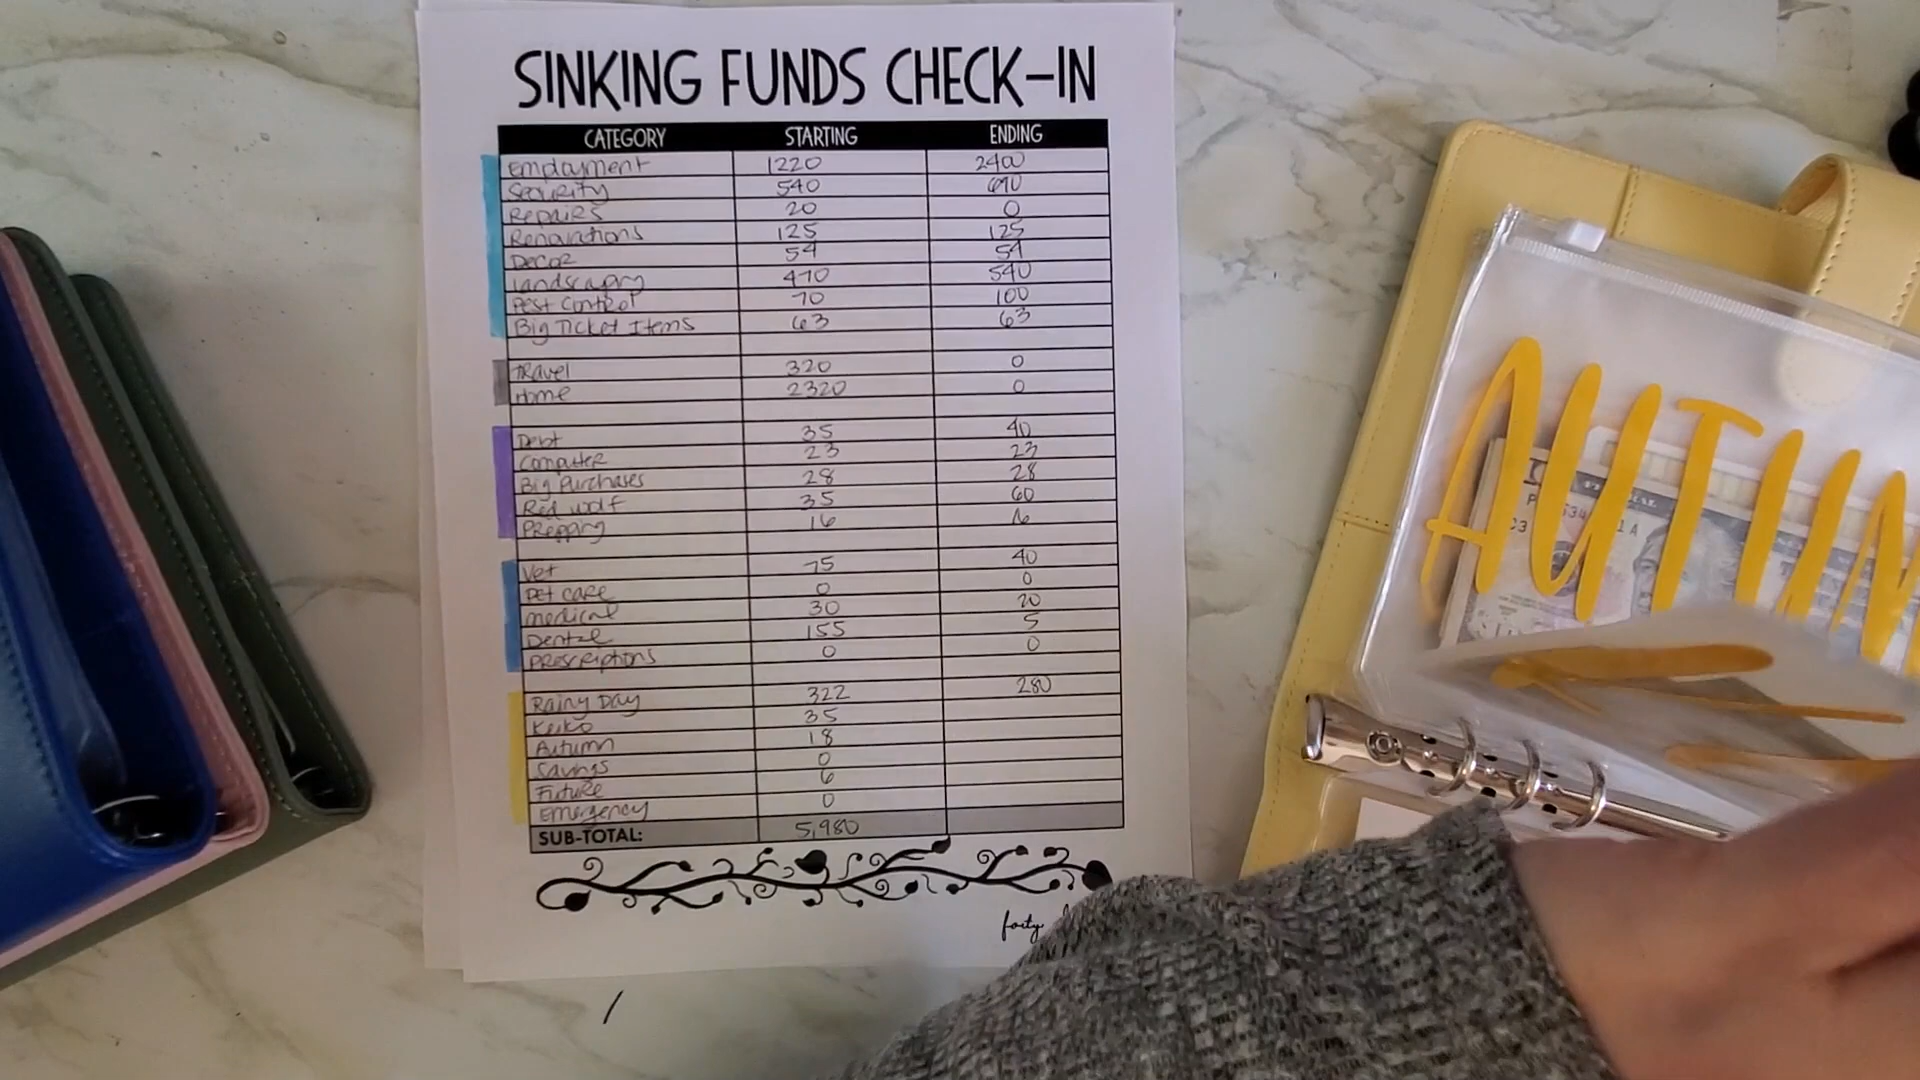 SINKING FUNDS CHECK-IN
CATEGORY STARTING ENDING
Employment 1220 2400
Security 540 690
Repairs 20 0
Renovations 125 125
Decor 54 54
Landscaping 470 540
Pest Control 70 100
Big Ticket Items 63 63
Travel 320 0
Home 2320 0
Debt 35 40
Computer 23 23
Big Purchases 28 28
Red wolf 35 60
Prepping 16 16
Vet 75 40
Pet care 0 0
medical 30 20
Dental 155 5
Prescriptions 0 0
Rainy Day 322 280
Keiko 35
Autumn 18
Savings 0
Future 6
Emergency 0
SUB-TOTAL: 5,980
forty
AUTUMN